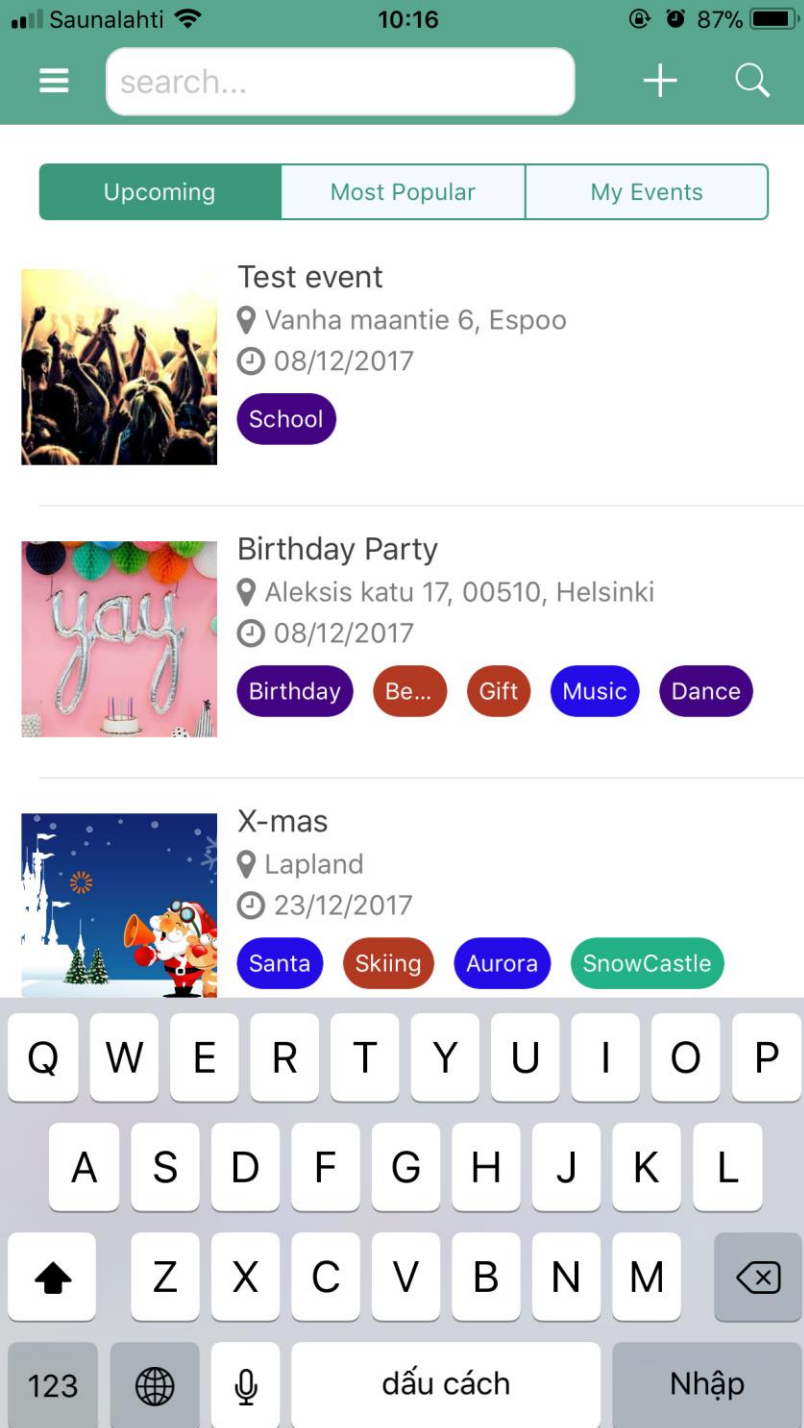 Saunalahti 10:16 87%
search...
Upcoming Most Popular My Events
Test event
Vanha maantie 6, Espoo
08/12/2017
School
yay
Birthday Party
Aleksis katu 17, 00510, Helsinki
08/12/2017
Birthday Be... Gift Music Dance
X-mas
Lapland
23/12/2017
Santa Skiing Aurora SnowCastle
Q W E R T Y U I O P
A S D F G H J K L
Z X C V B N M
123 dấu cách Nhập